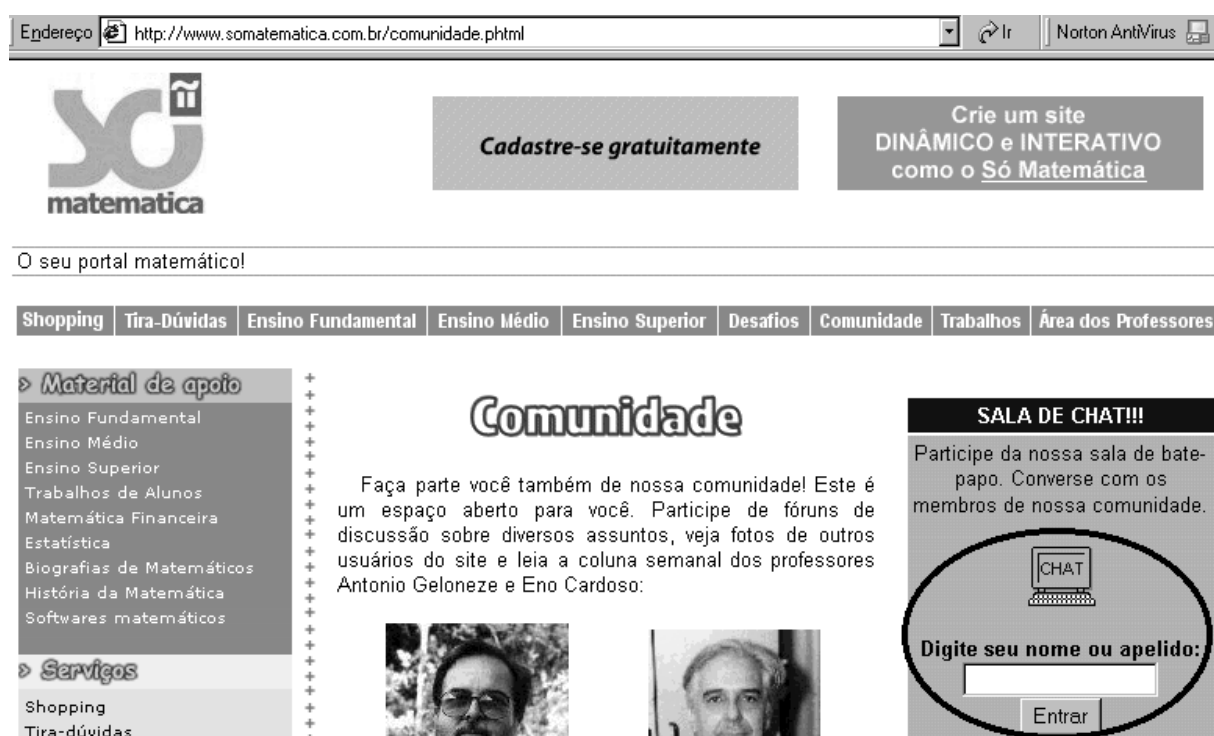 Endereço http://www.somatematica.com.br/comunidade.phtml Ir Norton AntiVirus
SÓ
matematica
Cadastre-se gratuitamente
Crie um site
DINÂMICO e INTERATIVO
como o Só Matemática
O seu portal matemático!
Shopping Tira-Dúvidas Ensino Fundamental Ensino Médio Ensino Superior Desafios Comunidade Trabalhos Área dos Professores
» Material de apoio
Ensino Fundamental
Ensino Médio
Ensino Superior
Trabalhos de Alunos
Matemática Financeira
Estatística
Biografias de Matemáticos
História da Matemática
Softwares matemáticos
» Serviços
Shopping
Tira-dúvidas
Comunidade
Faça parte você também de nossa comunidade! Este é
um espaço aberto para você. Participe de fóruns de
discussão sobre diversos assuntos, veja fotos de outros
usuários do site e leia a coluna semanal dos professores
Antonio Geloneze e Eno Cardoso:
SALA DE CHAT!!!
Participe da nossa sala de bate-
papo. Converse com os
membros de nossa comunidade.
CHAT
Digite seu nome ou apelido:
Entrar